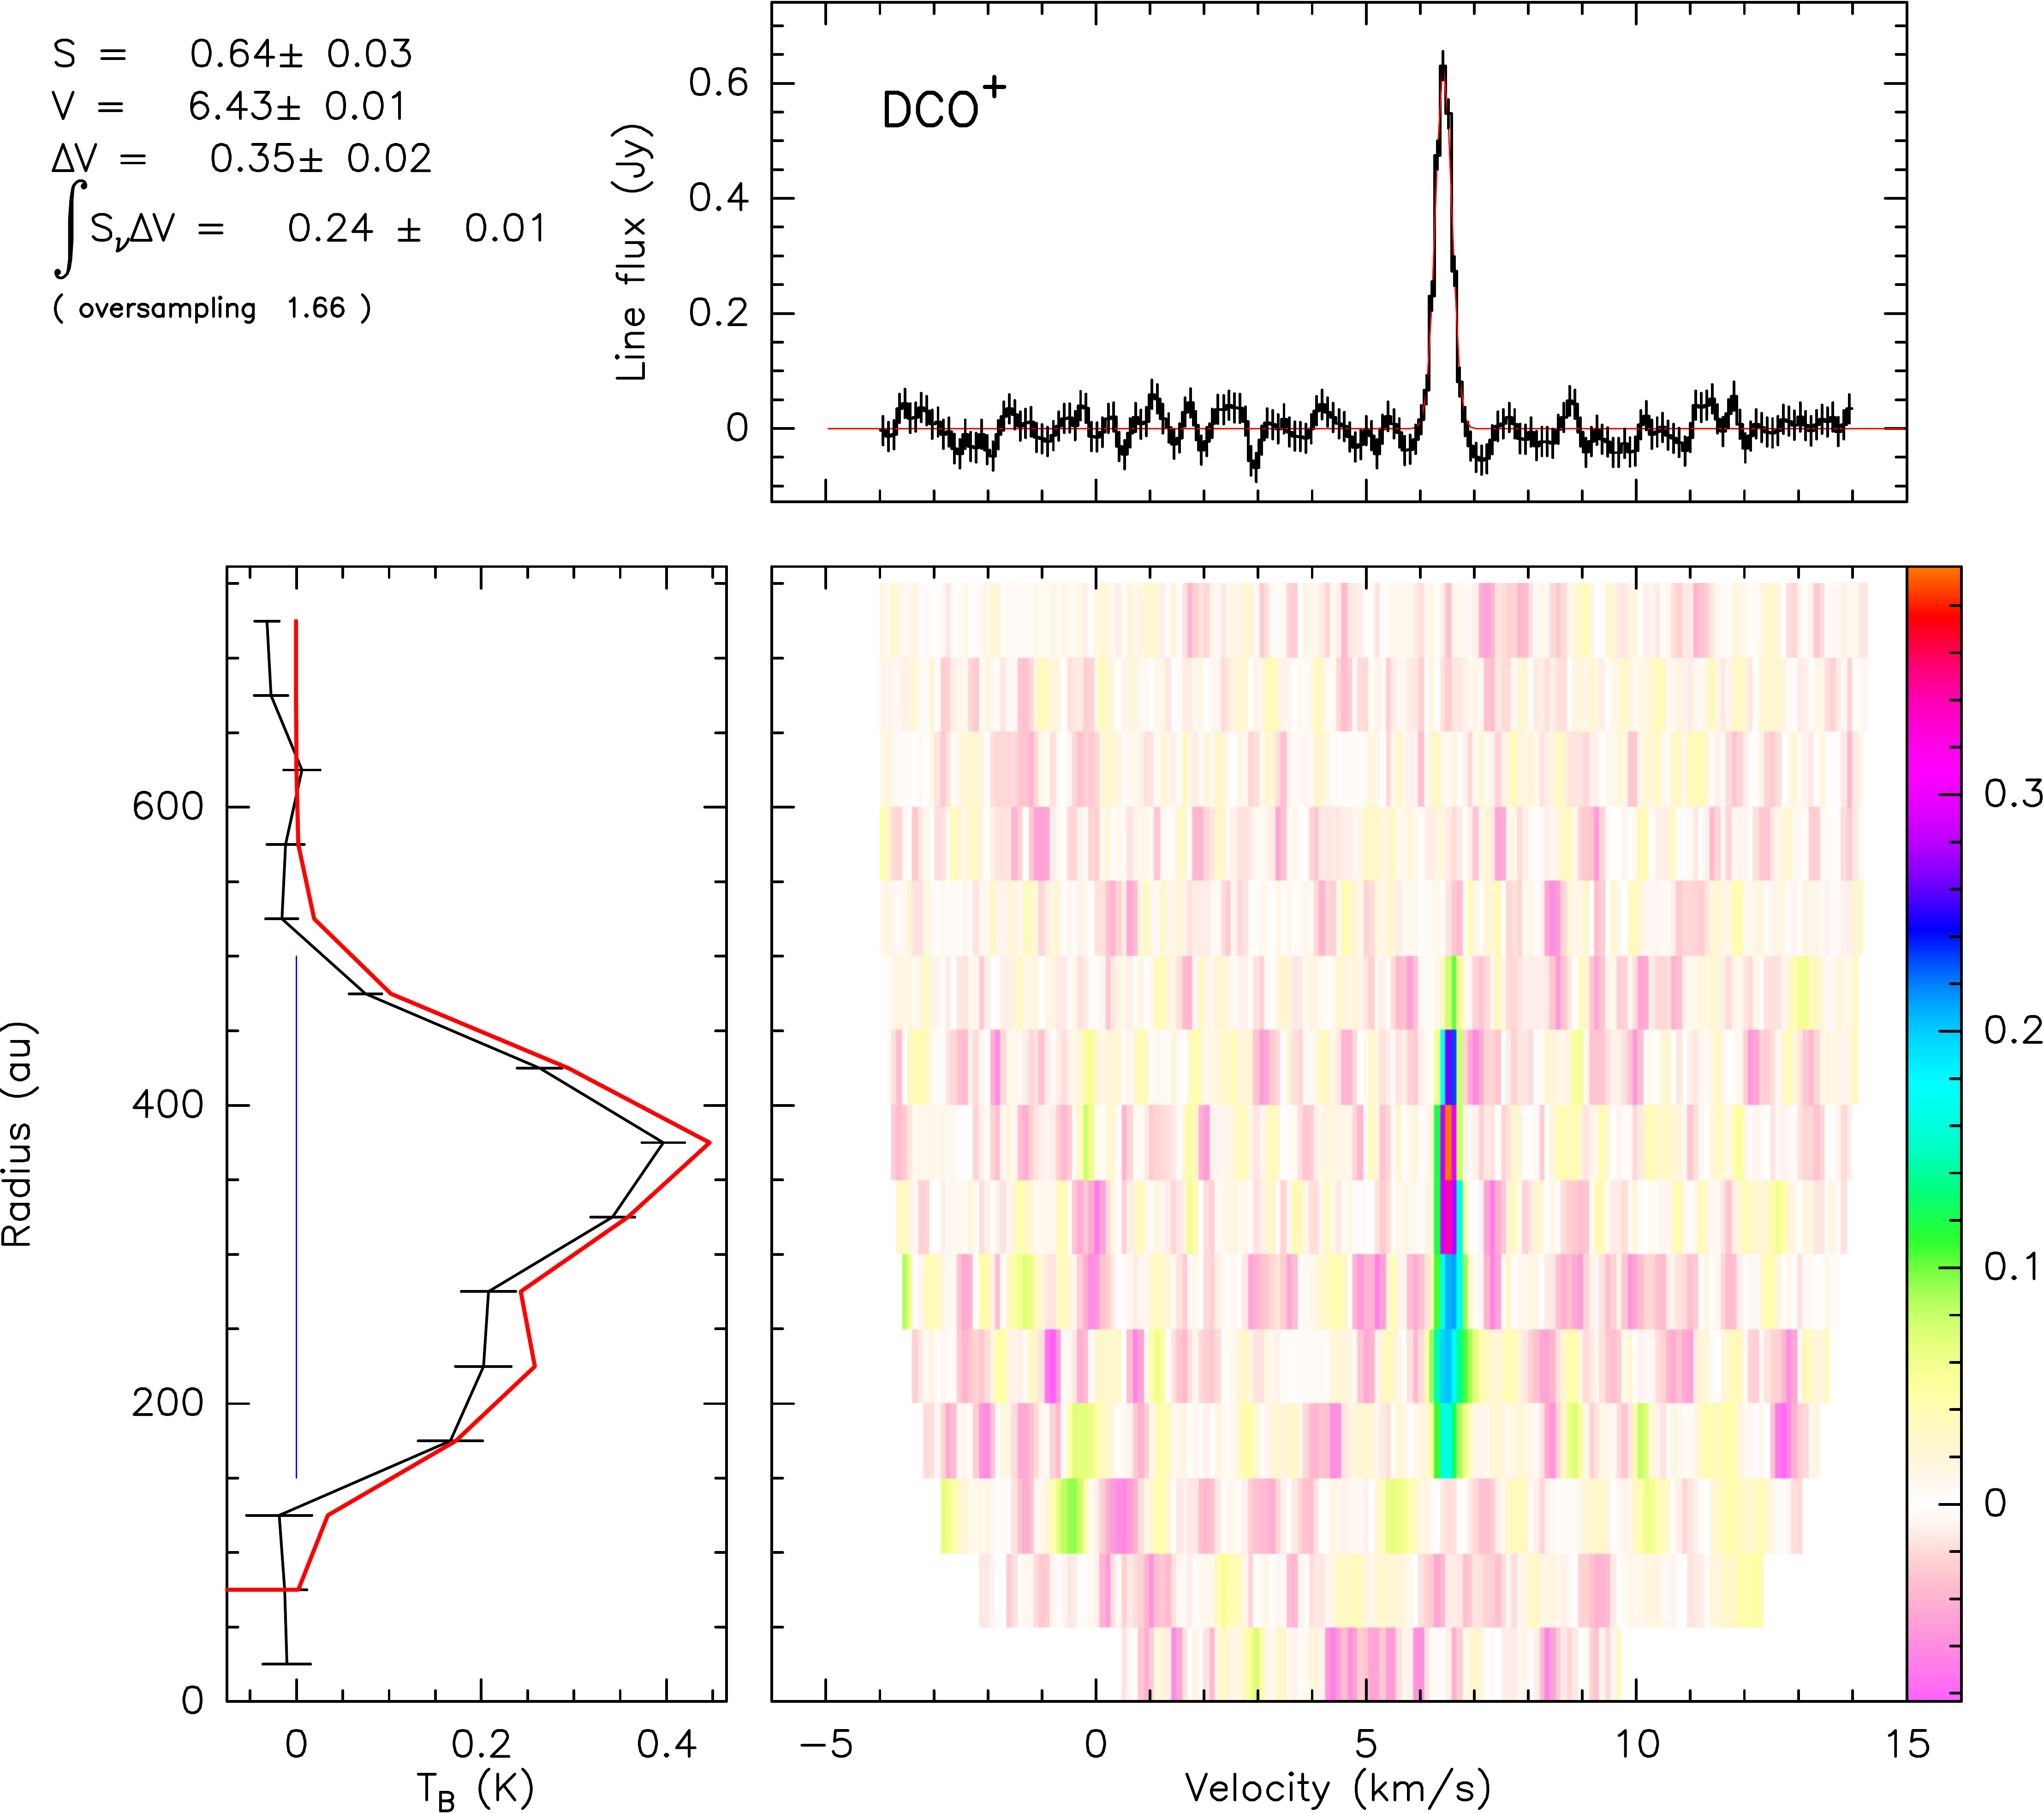 S = 0.64± 0.03
V = 6.43± 0.01
ΔV = 0.35± 0.02
∫SνΔV = 0.24 ± 0.01
( oversampling 1.66 )
DCO+
Line flux (Jy)
0.6
0.4
0.2
0
Radius (au)
600
400
200
0
0 0.2 0.4
TB (K)
−5 0 5 10 15
Velocity (km/s)
0.3
0.2
0.1
0